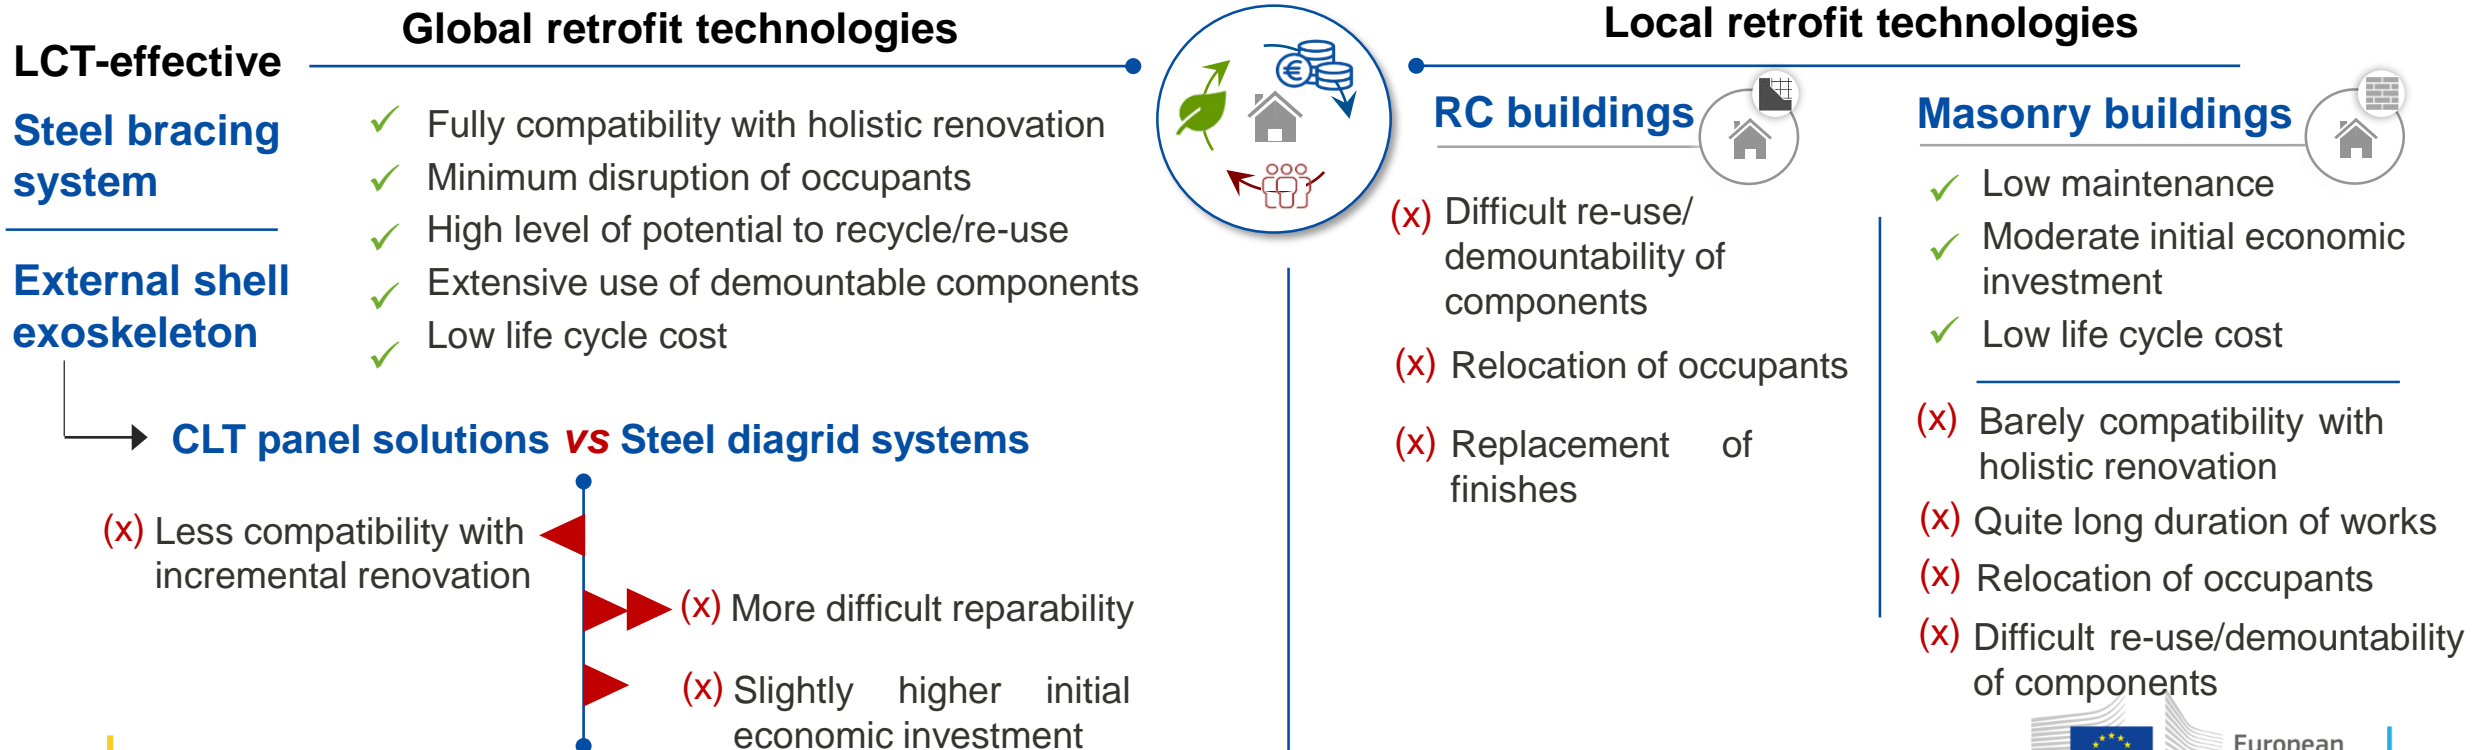 Global retrofit technologies
LCT-effective
Steel bracing
system
External shell
exoskeleton
✓ Fully compatibility with holistic renovation
✓ Minimum disruption of occupants
✓ High level of potential to recycle/re-use
✓ Extensive use of demountable components
✓ Low life cycle cost
CLT panel solutions vs Steel diagrid systems
(x) Less compatibility with
incremental renovation
(x) More difficult reparability
(x) Slightly higher initial
economic investment
€
Local retrofit technologies
RC buildings
(x) Difficult re-use/
demountability of
components
(x) Relocation of occupants
(x) Replacement of
finishes
Masonry buildings
✓ Low maintenance
✓ Moderate initial economic
investment
✓ Low life cycle cost
(x) Barely compatibility with
holistic renovation
(x) Quite long duration of works
(x) Relocation of occupants
(x) Difficult re-use/demountability
of components
European